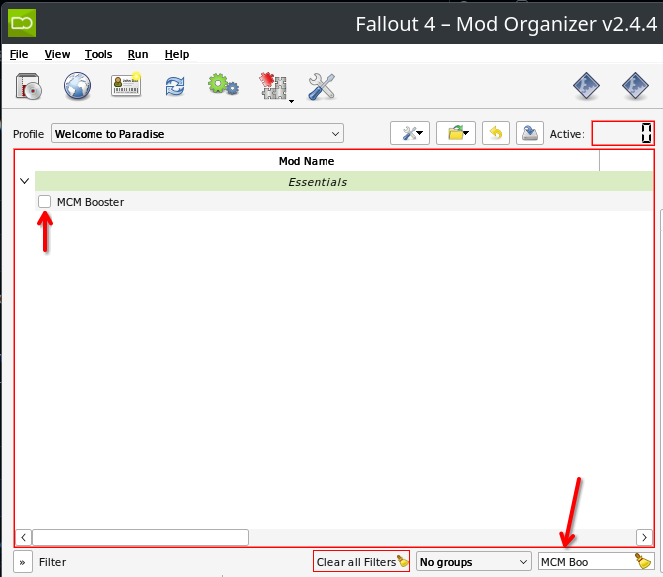 Fallout 4 – Mod Organizer v2.4.4
File View Tools Run Help
Profile Welcome to Paradise Active: 0
Mod Name
Essentials
MCM Booster
» Filter Clear all Filters No groups MCM Boo